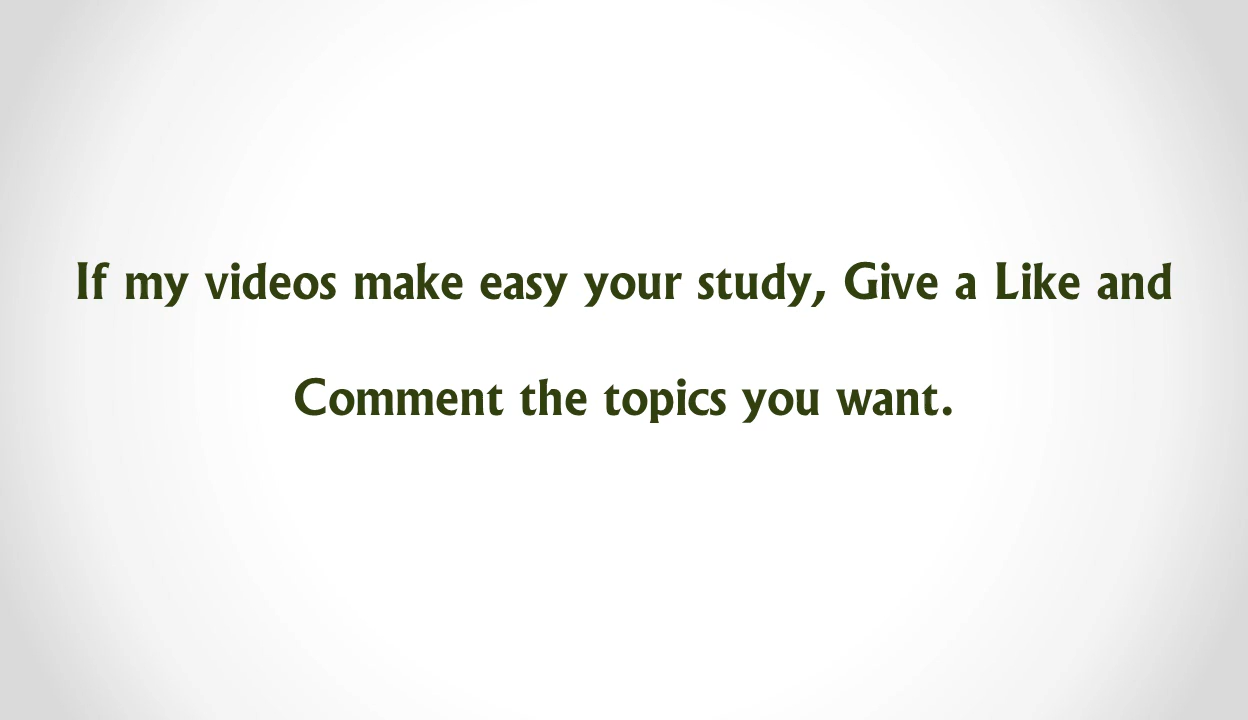 If my videos make easy your study, Give a Like and
Comment the topics you want.